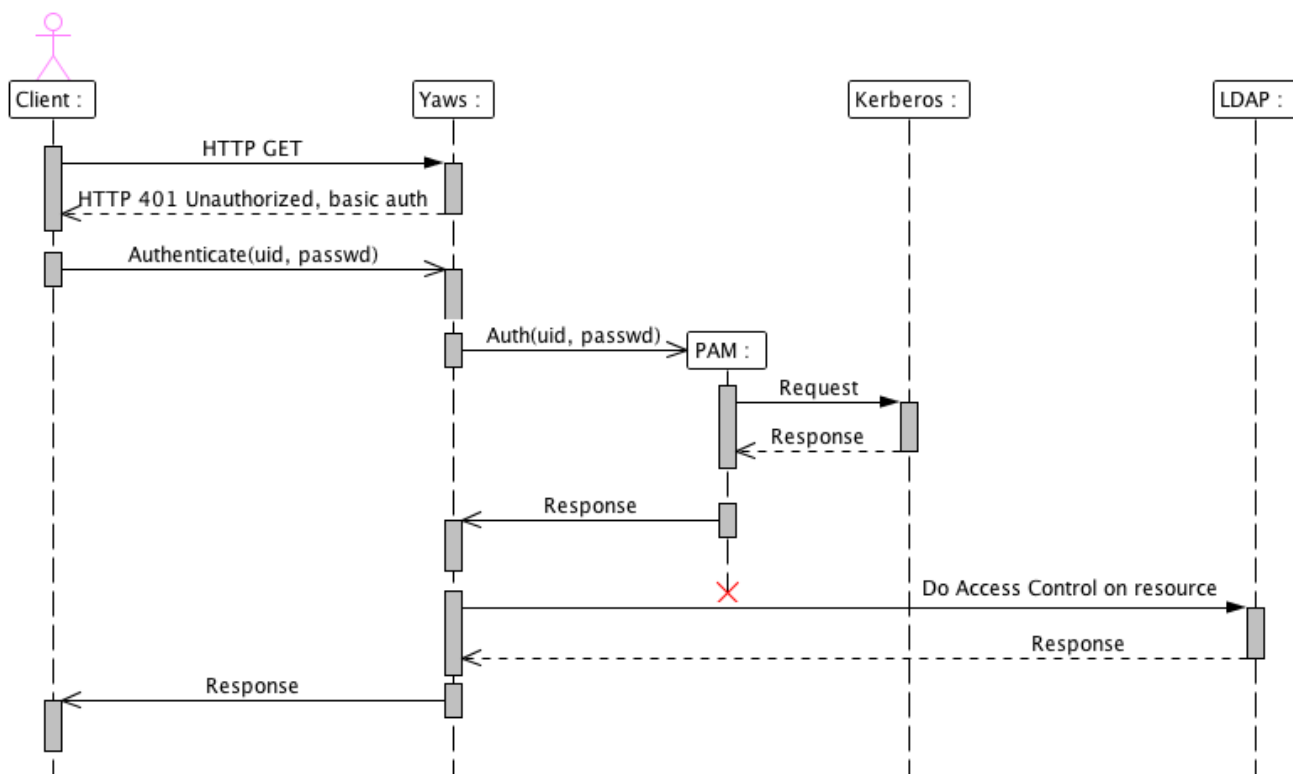 Client :
Yaws :
Kerberos :
LDAP :
HTTP GET
HTTP 401 Unauthorized, basic auth
Authenticate(uid, passwd)
Auth(uid, passwd)
PAM :
Request
Response
Response
Do Access Control on resource
Response
Response